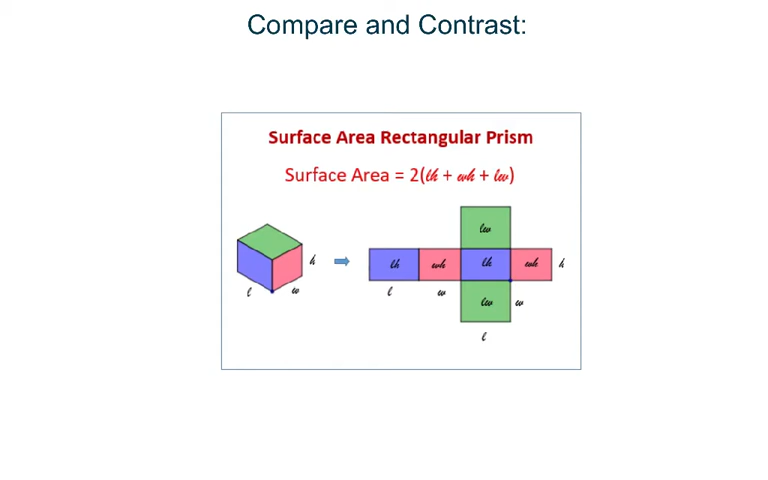 Compare and Contrast:
Surface Area Rectangular Prism
Surface Area = 2(lh + wh + lw)
lw
h
lh wh lh wh h
l w
l w lw w
l